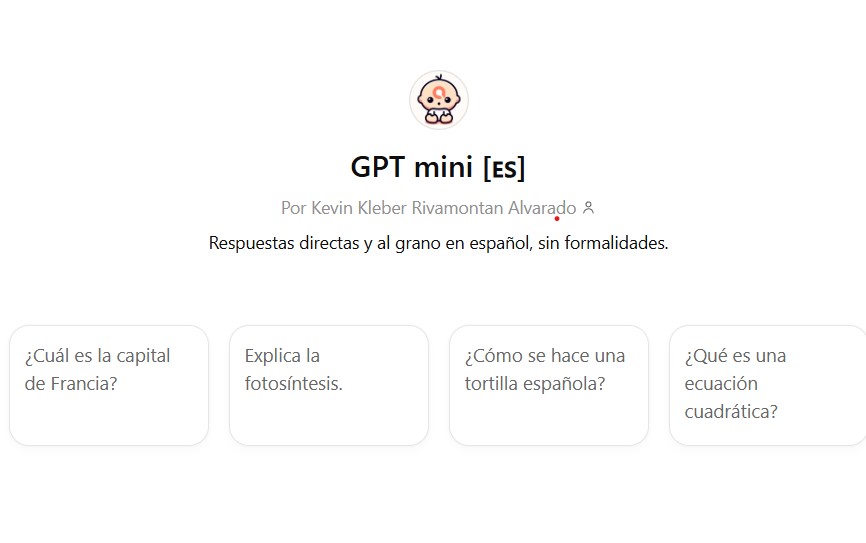 GPT mini [ES]
Por Kevin Kleber Rivamontan Alvarado
Respuestas directas y al grano en español, sin formalidades.
¿Cuál es la capital
de Francia?
Explica la
fotosíntesis.
¿Cómo se hace una
tortilla española?
¿Qué es una
ecuación
cuadrática?